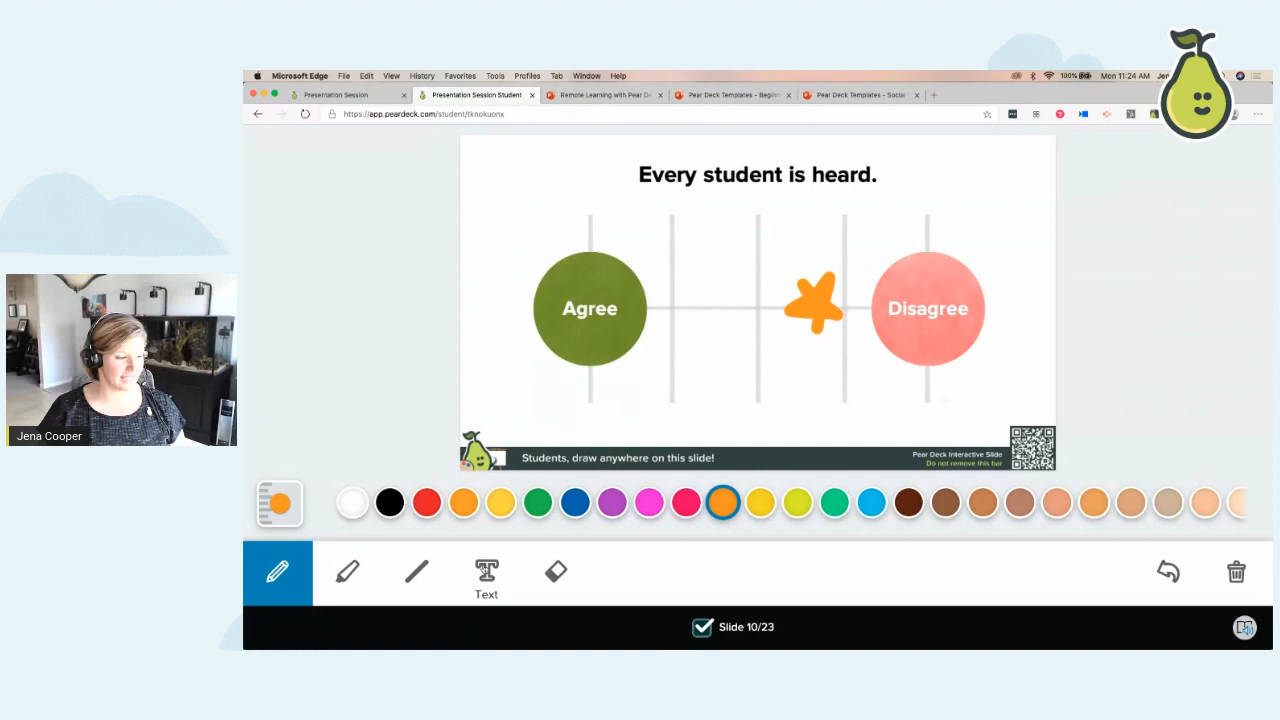 Microsoft Edge File Edit View History Favorites Tools Profiles Tab Window Help
100% Mon 11:24 AM Jen
Presentation Session
Presentation Session Student
Remote Learning with Pear De
Pear Deck Templates - Beginn
Pear Deck Templates - Social
https://app.peardeck.com/student/tknokuonx
Every student is heard.
Agree
Disagree
Jena Cooper
Students, draw anywhere on this slide!
Pear Deck Interactive Slide
Do not remove this bar
Text
Slide 10/23